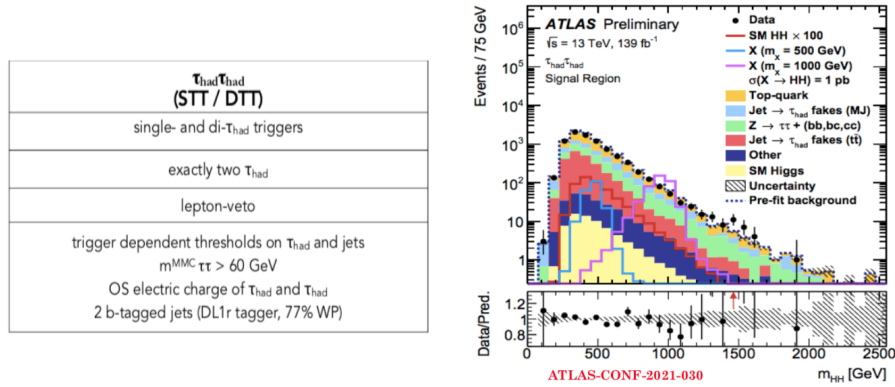 τhadτhad
(STT / DTT)
single- and di-τhad triggers
exactly two τhad
lepton-veto
trigger dependent thresholds on τhad and jets
mMMC ττ > 60 GeV
OS electric charge of τhad and τhad
2 b-tagged jets (DL1r tagger, 77% WP)
Events / 75 GeV
10⁶
10⁵
10⁴
10³
10²
10
1
ATLAS Preliminary
√s = 13 TeV, 139 fb⁻¹
τhadτhad
Signal Region
Data
SM HH × 100
X (mX = 500 GeV)
X (mX = 1000 GeV)
σ(X → HH) = 1 pb
Top-quark
Jet → τhad fakes (MJ)
Z → ττ + (bb,bc,cc)
Jet → τhad fakes (tt̄)
Other
SM Higgs
Uncertainty
Pre-fit background
Data/Pred.
1.2
1
0.8
0 500 1000 1500 2000 2500
ATLAS-CONF-2021-030
mHH [GeV]